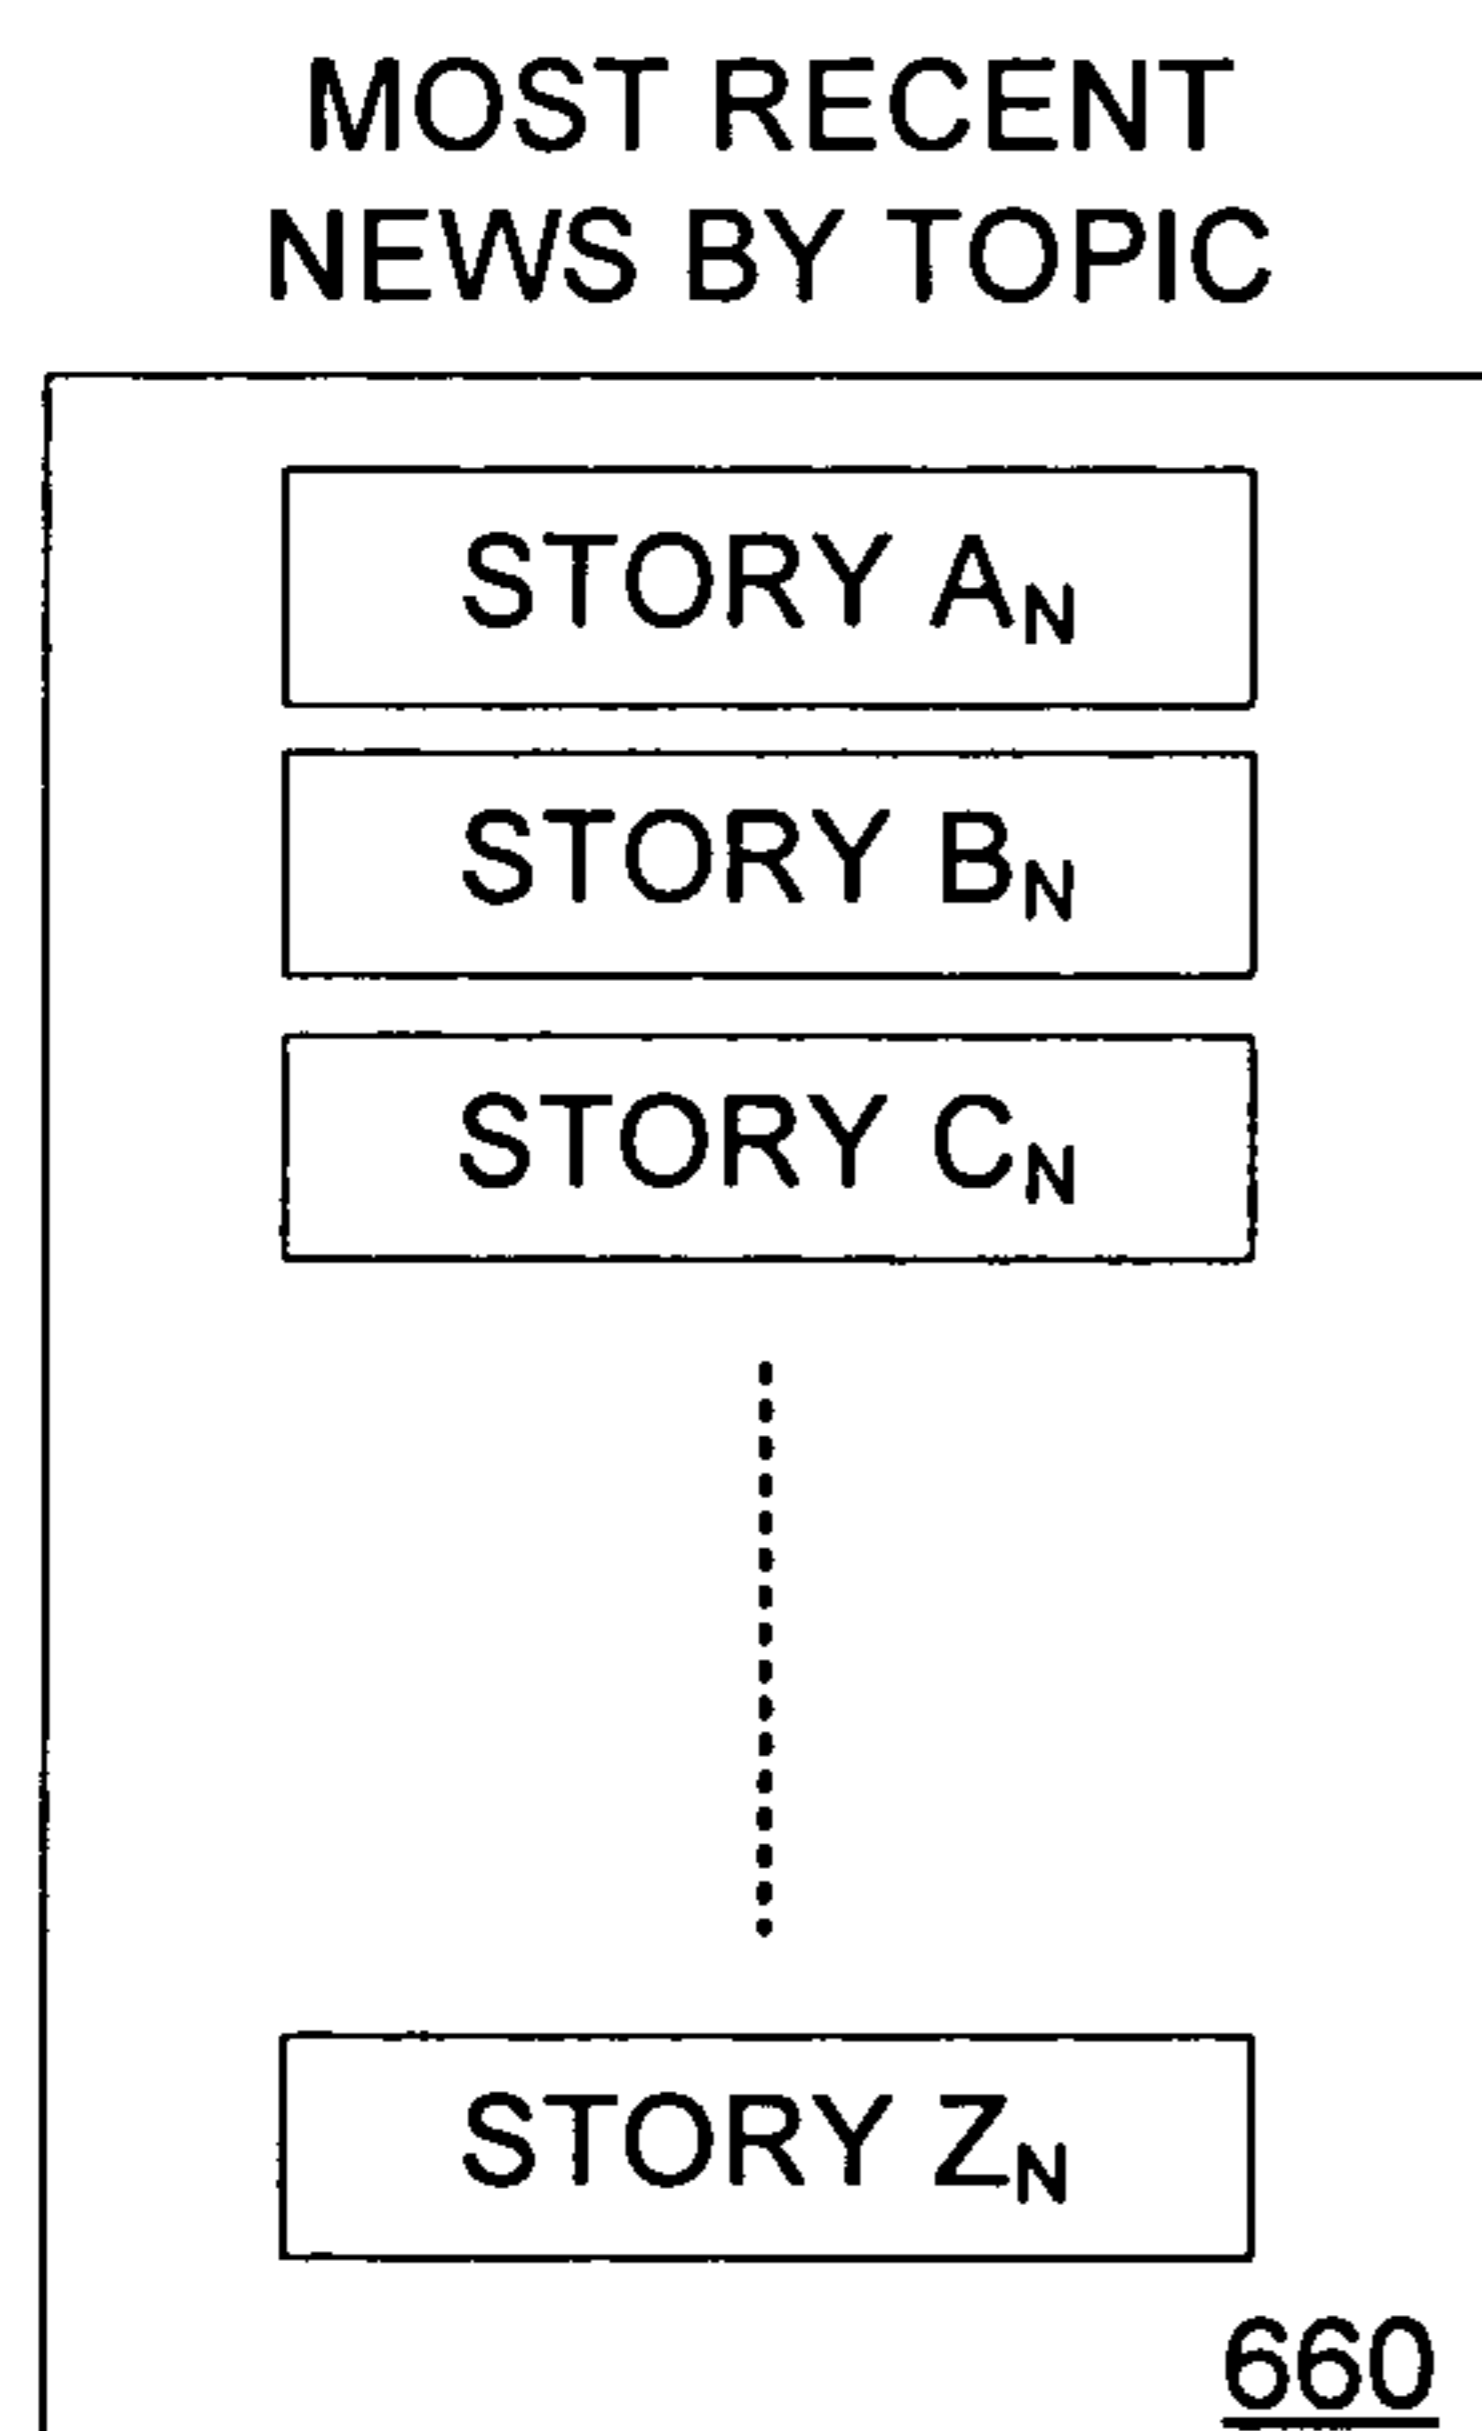 MOST RECENT
NEWS BY TOPIC
STORY A_N
STORY B_N
STORY C_N
STORY Z_N
660